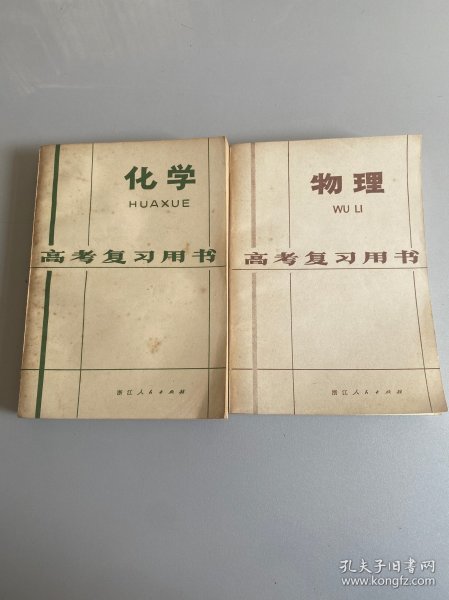 化学
HUAXUE
高考复习用书
浙江人民出版社
物理
WU LI
高考复习用书
浙江人民出版社
孔夫子旧书网
www.kongfz.com